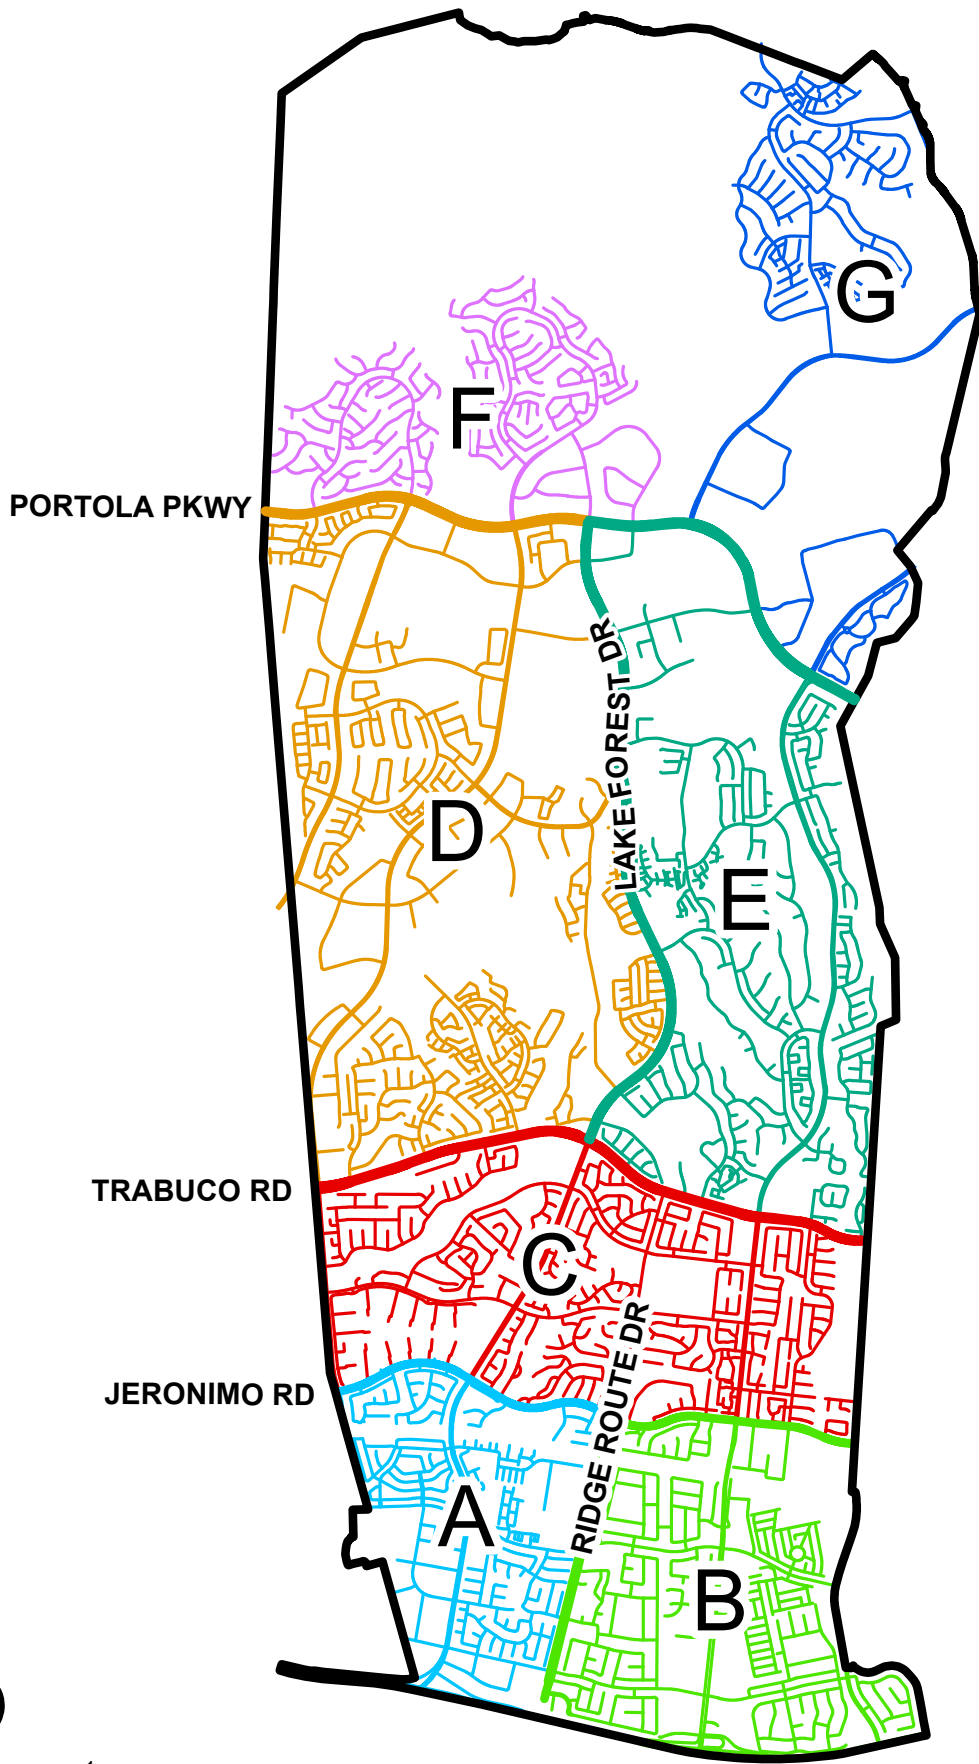 G
F
PORTOLA PKWY
LAKE FOREST DR
D
E
TRABUCO RD
C
JERONIMO RD
RIDGE ROUTE DR
A
B